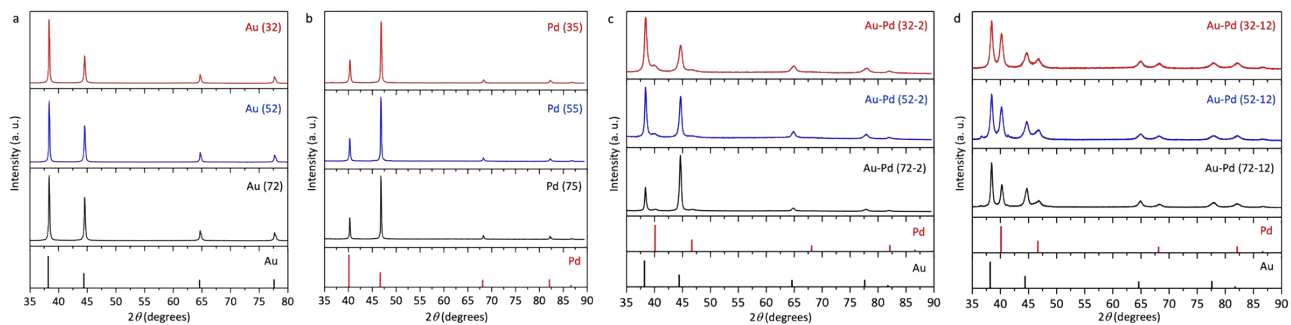 a
Au (32)
Au (52)
Au (72)
Au
Intensity (a. u.)
35 45 55 65 75 80
2θ (degrees)
b
Pd (35)
Pd (55)
Pd (75)
Pd
Intensity (a. u.)
35 40 45 50 55 60 65 70 75 80 85 90
2θ (degrees)
c
Au-Pd (32-2)
Au-Pd (52-2)
Au-Pd (72-2)
Pd
Au
Intensity (a. u.)
35 40 45 50 55 60 65 70 75 80 85 90
2θ (degrees)
d
Au-Pd (32-12)
Au-Pd (52-12)
Au-Pd (72-12)
Pd
Au
Intensity (a. u.)
35 40 45 50 55 60 65 70 75 80 85 90
2θ (degrees)